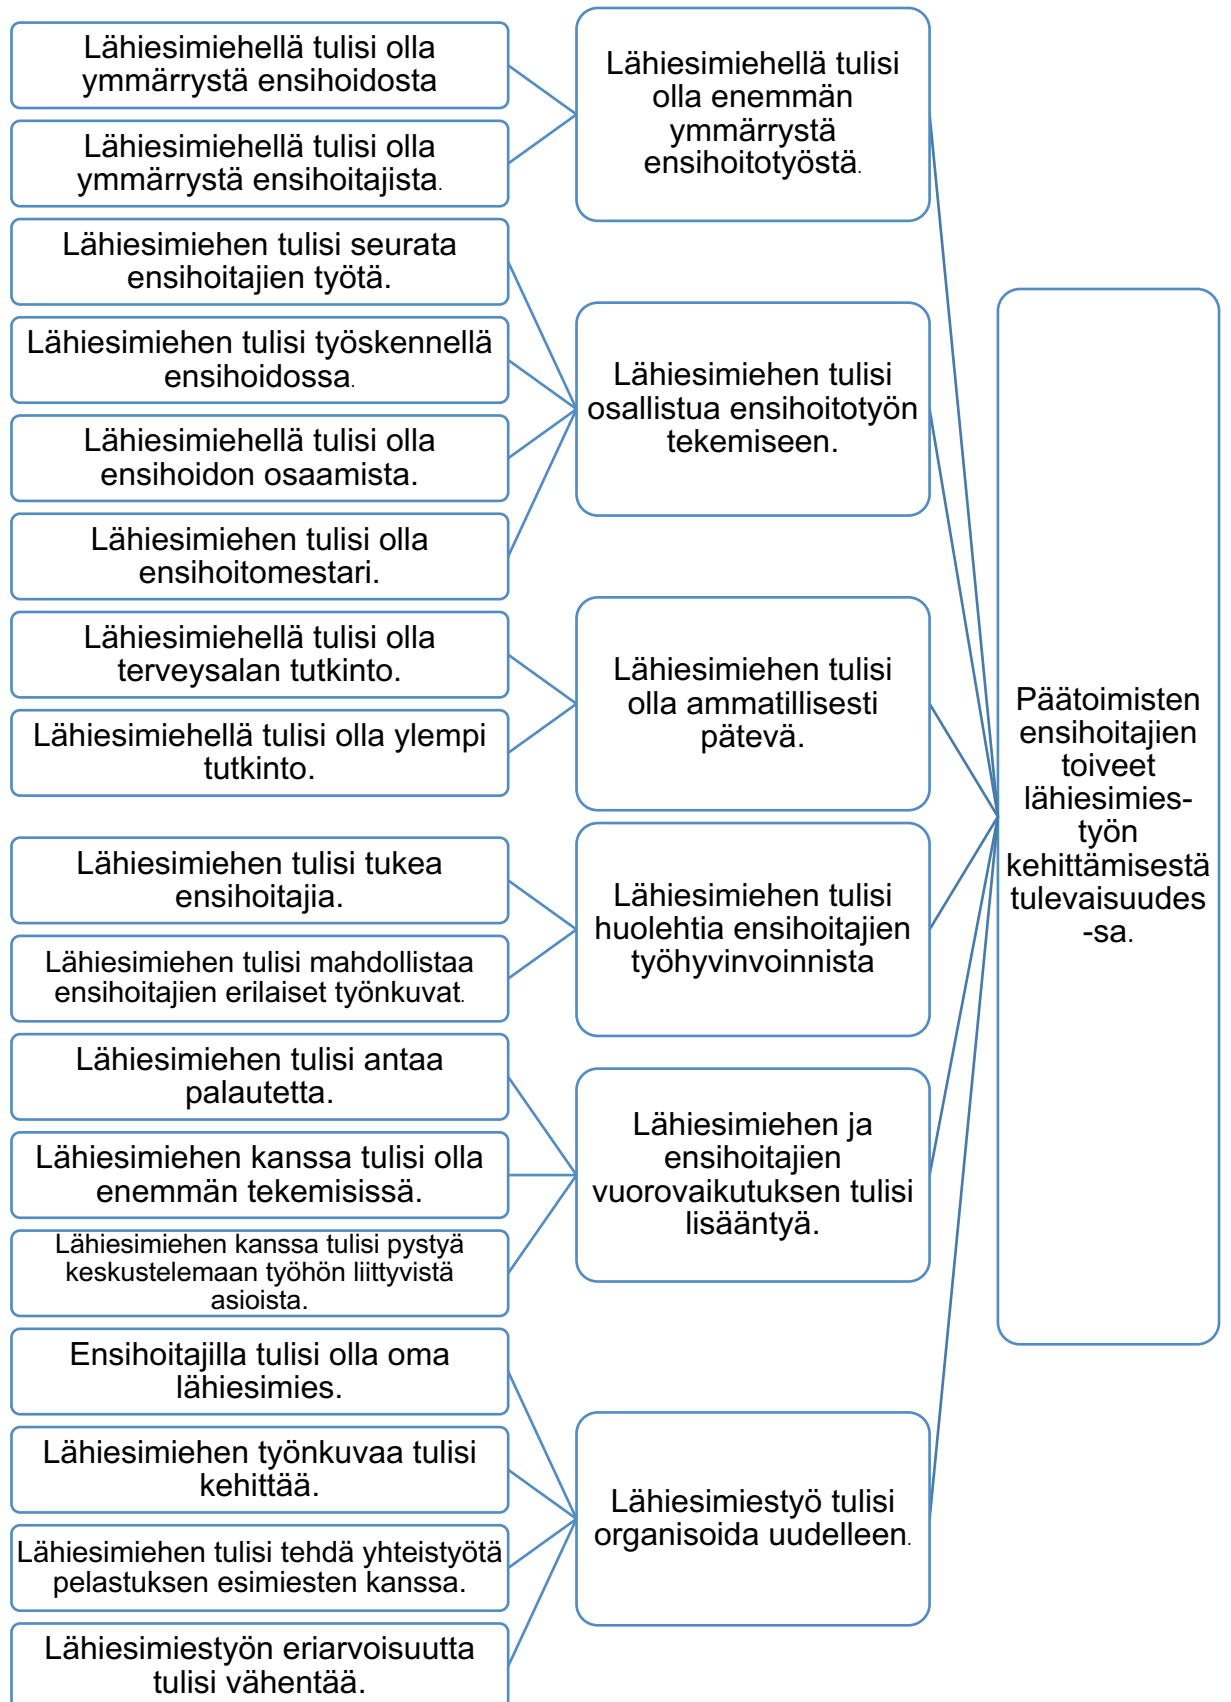 Lähiesimiehellä tulisi olla
ymmärrystä ensihoidosta
Lähiesimiehellä tulisi olla
ymmärrystä ensihoitajista.
Lähiesimiehen tulisi seurata
ensihoitajien työtä.
Lähiesimiehen tulisi työskennellä
ensihoidossa.
Lähiesimiehellä tulisi olla
ensihoidon osaamista.
Lähiesimiehen tulisi olla
ensihoitomestari.
Lähiesimiehellä tulisi olla
terveysalan tutkinto.
Lähiesimiehellä tulisi olla ylempi
tutkinto.
Lähiesimiehen tulisi tukea
ensihoitajia.
Lähiesimiehen tulisi mahdollistaa
ensihoitajien erilaiset työnkuvat.
Lähiesimiehen tulisi antaa
palautetta.
Lähiesimiehen kanssa tulisi olla
enemmän tekemisissä.
Lähiesimiehen kanssa tulisi pystyä
keskustelemaan työhön liittyvistä
asioista.
Ensihoitajilla tulisi olla oma
lähiesimies.
Lähiesimiehen työnkuvaa tulisi
kehittää.
Lähiesimiehen tulisi tehdä yhteistyötä
pelastuksen esimiesten kanssa.
Lähiesimiestyön eriarvoisuutta
tulisi vähentää.
Lähiesimiehellä tulisi
olla enemmän
ymmärrystä
ensihoitotyöstä.
Lähiesimiehen tulisi
osallistua ensihoitotyön
tekemiseen.
Lähiesimiehen tulisi
olla ammatillisesti
pätevä.
Lähiesimiehen tulisi
huolehtia ensihoitajien
työhyvinvoinnista
Lähiesimiehen ja
ensihoitajien
vuorovaikutuksen tulisi
lisääntyä.
Lähiesimiestyö tulisi
organisoida uudelleen.
Päätoimisten
ensihoitajien
toiveet
lähiesimies-
työn
kehittämisestä
tulevaisuudes
-sa.